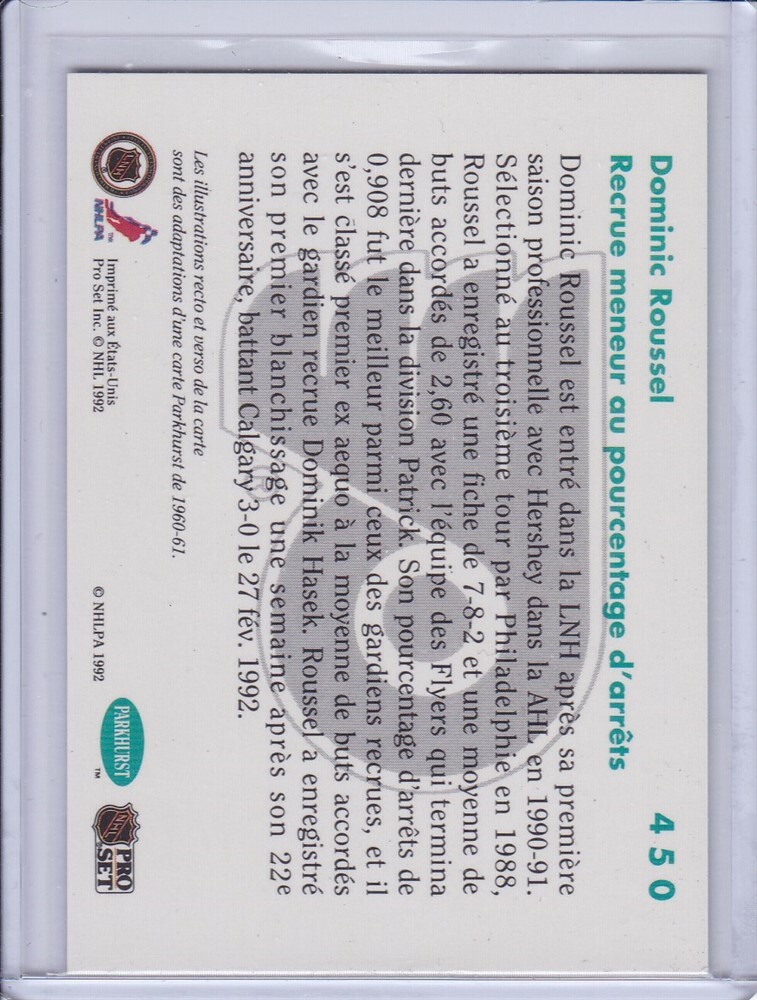 Dominic Roussel 450
Recrue meneur au pourcentage d'arrêts
Dominic Roussel est entré dans la LNH après sa première
saison professionnelle avec Hershey dans la AHL en 1990-91.
Sélectionné au troisième tour par Philadelphie en 1988,
Roussel a enregistré une fiche de 7-8-2 et une moyenne de
buts accordés de 2,60 avec l'équipe des Flyers qui termina
dernière dans la division Patrick. Son pourcentage d'arrêts de
0,908 fut le meilleur parmi ceux des gardiens recrues, et il
s'est classé premier ex aequo à la moyenne de buts accordés
avec le gardien recrue Dominik Hasek. Roussel a enregistré
son premier blanchissage une semaine après son 22e
anniversaire, battant Calgary 3-0 le 27 fév. 1992.
®
Les illustrations recto et verso de la carte
sont des adaptations d'une carte Parkhurst de 1960-61.
LNH
NHLPA
™
Imprimé aux États-Unis
Pro Set Inc. © NHL 1992
© NHLPA 1992
PARKHURST
™
NHL
PRO
SET